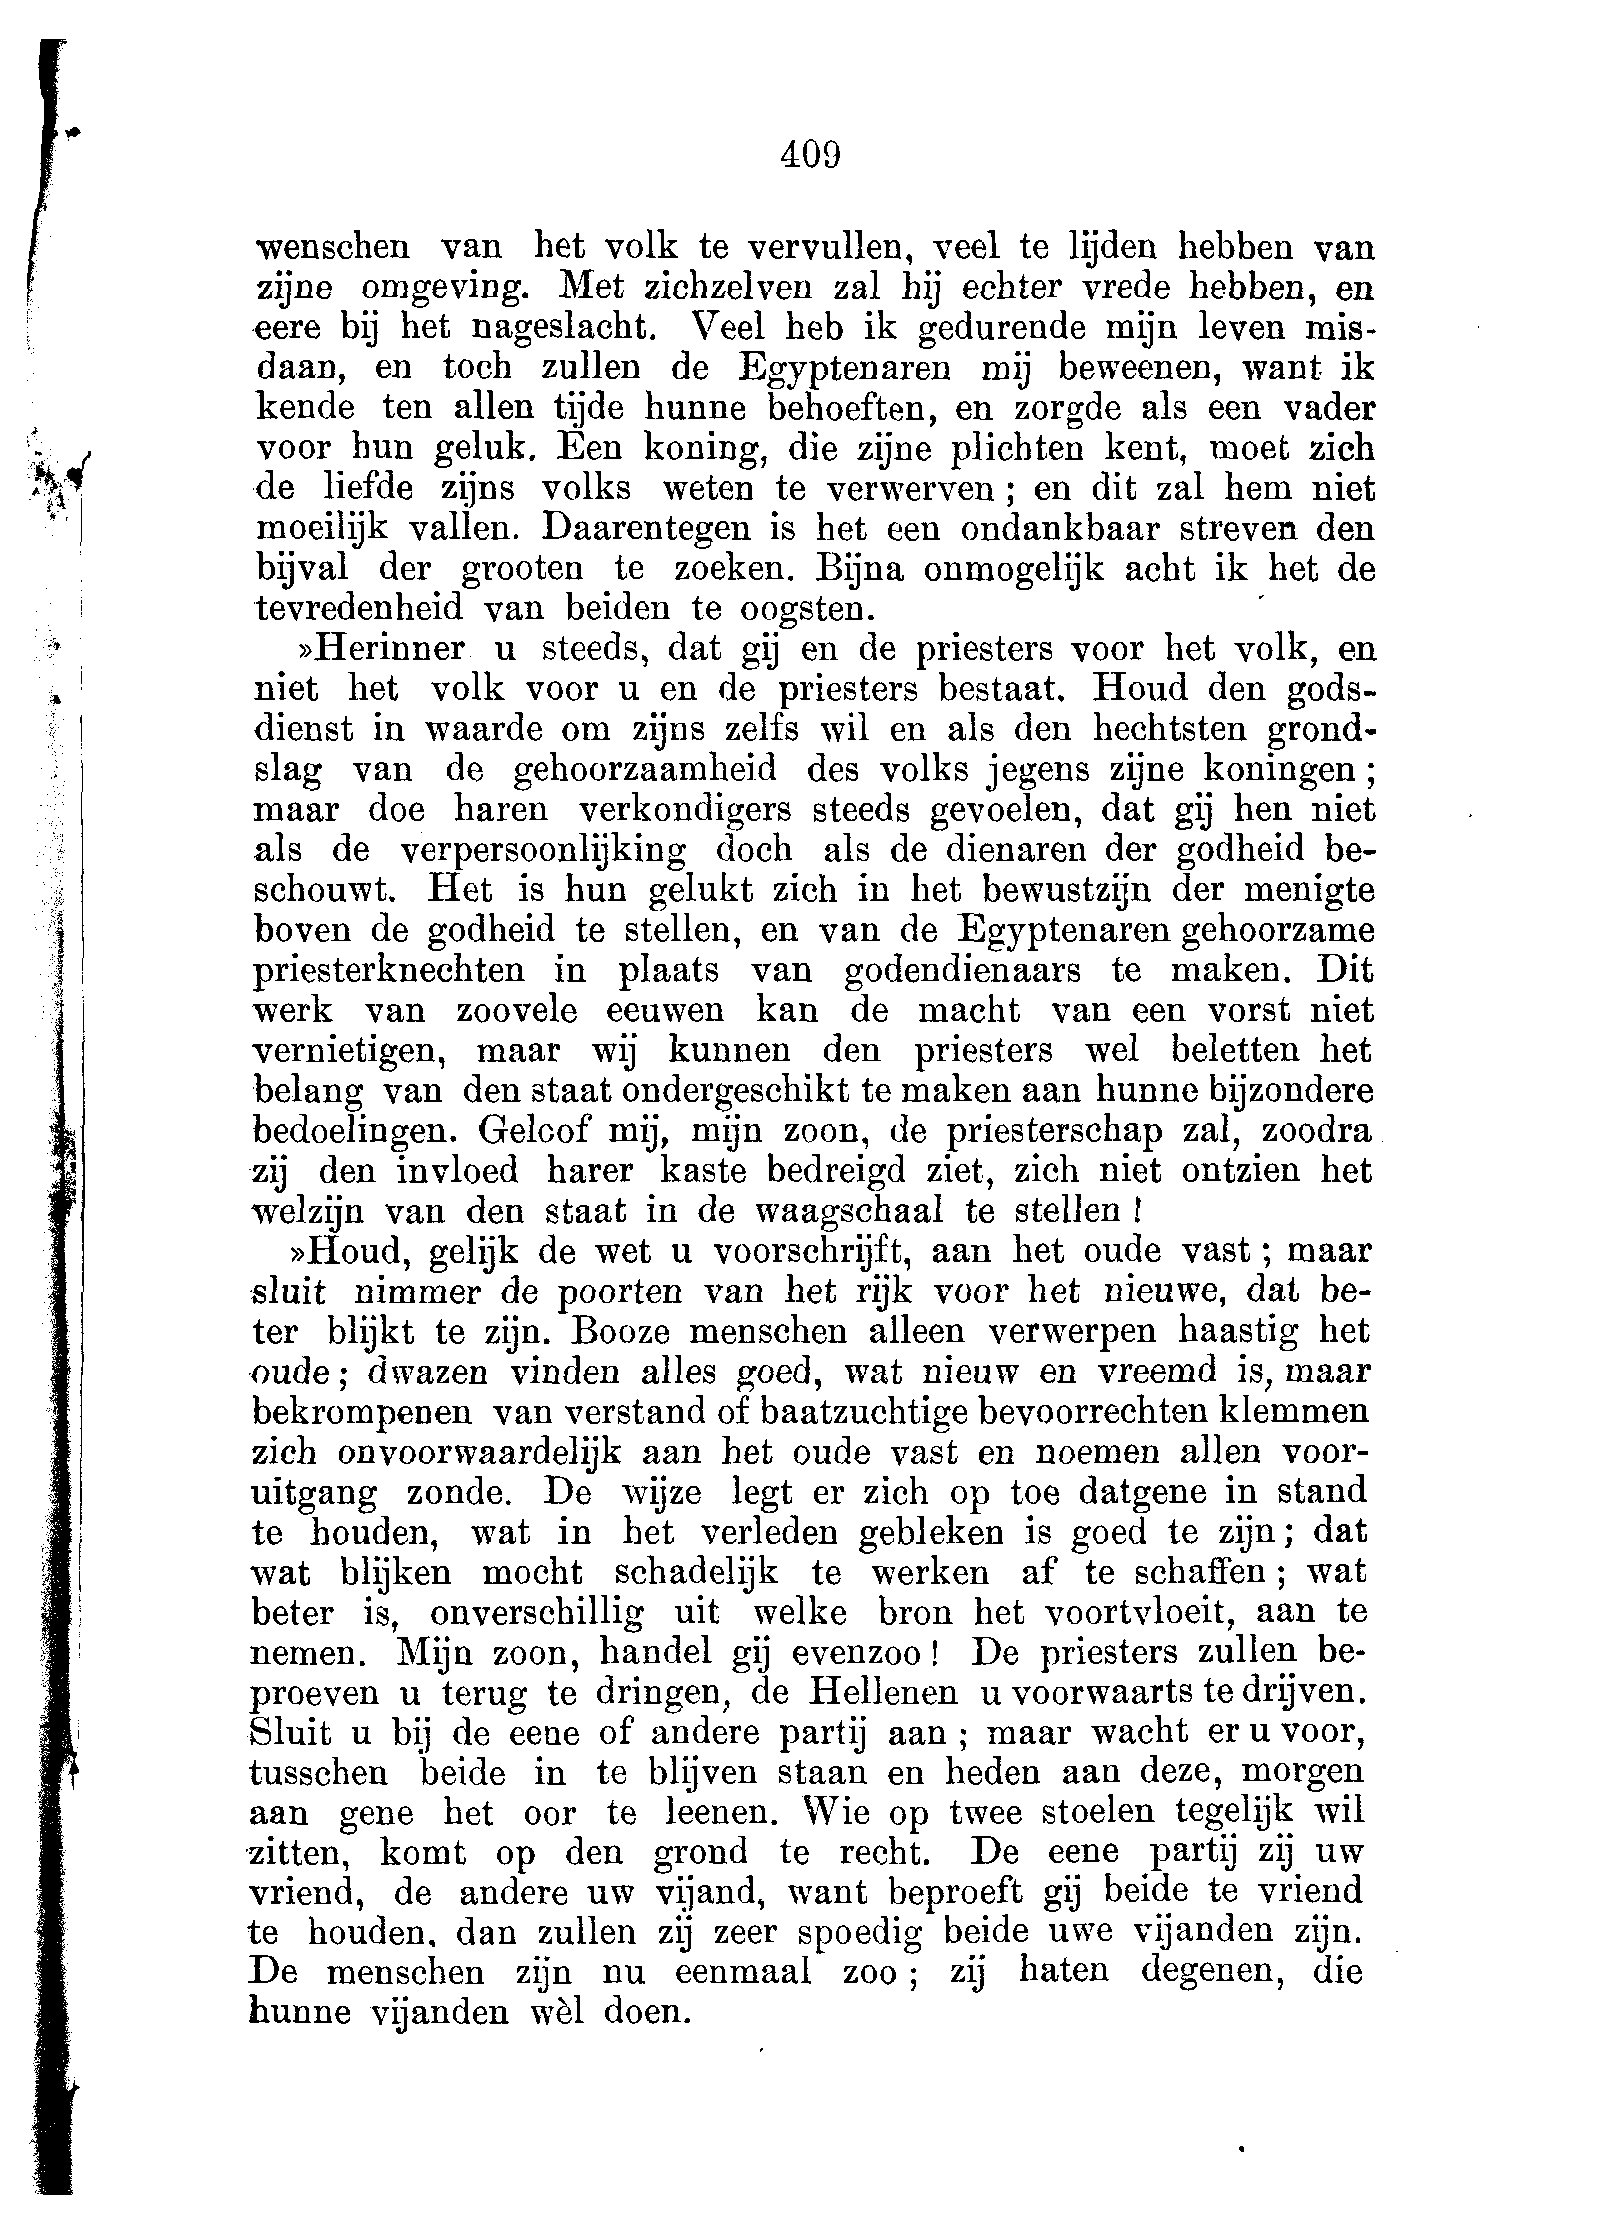 409
wenschen van het volk te vervullen, veel te lijden hebben van
zijne omgeving. Met zichzelven zal hij echter vrede hebben, en
eere bij het nageslacht. Veel heb ik gedurende mijn leven mis-
daan, en toch zullen de Egyptenaren mij beweenen, want ik
kende ten allen tijde hunne behoeften, en zorgde als een vader
voor hun geluk. Een koning, die zijne plichten kent, moet zich
de liefde zijns volks weten te verwerven; en dit zal hem niet
moeilijk vallen. Daarentegen is het een ondankbaar streven den
bijval der grooten te zoeken. Bijna onmogelijk acht ik het de
tevredenheid van beiden te oogsten.
»Herinner u steeds, dat gij en de priesters voor het volk, en
niet het volk voor u en de priesters bestaat. Houd den gods-
dienst in waarde om zijns zelfs wil en als den hechtsten grond-
slag van de gehoorzaamheid des volks jegens zijne koningen;
maar doe haren verkondigers steeds gevoelen, dat gij hen niet
als de verpersoonlijking doch als de dienaren der godheid be-
schouwt. Het is hun gelukt zich in het bewustzijn der menigte
boven de godheid te stellen, en van de Egyptenaren gehoorzame
priesterknechten in plaats van godendienaars te maken. Dit
werk van zoovele eeuwen kan de macht van een vorst niet
vernietigen, maar wij kunnen den priesters wel beletten het
belang van den staat ondergeschikt te maken aan hunne bijzondere
bedoelingen. Geloof mij, mijn zoon, de priesterschap zal, zoodra
zij den invloed harer kaste bedreigd ziet, zich niet ontzien het
welzijn van den staat in de waagschaal te stellen!
»Houd, gelijk de wet u voorschrijft, aan het oude vast; maar
sluit nimmer de poorten van het rijk voor het nieuwe, dat be-
ter blijkt te zijn. Booze menschen alleen verwerpen haastig het
oude; dwazen vinden alles goed, wat nieuw en vreemd is, maar
bekrompenen van verstand of baatzuchtige bevoorrechten klemmen
zich onvoorwaardelijk aan het oude vast en noemen allen voor-
uitgang zonde. De wijze legt er zich op toe datgene in stand
te houden, wat in het verleden gebleken is goed te zijn; dat
wat blijken mocht schadelijk te werken af te schaffen; wat
beter is, onverschillig uit welke bron het voortvloeit, aan te
nemen. Mijn zoon, handel gij evenzoo! De priesters zullen be-
proeven u terug te dringen, de Hellenen u voorwaarts te drijven.
Sluit u bij de eene of andere partij aan; maar wacht er u voor,
tusschen beide in te blijven staan en heden aan deze, morgen
aan gene het oor te leenen. Wie op twee stoelen tegelijk wil
zitten, komt op den grond te recht. De eene partij zij uw
vriend, de andere uw vijand, want beproeft gij beide te vriend
te houden, dan zullen zij zeer spoedig beide uwe vijanden zijn.
De menschen zijn nu eenmaal zoo; zij haten degenen, die
hunne vijanden wèl doen.